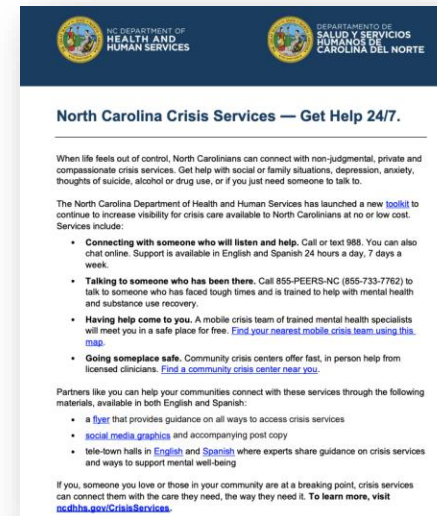 NC DEPARTMENT OF
HEALTH AND
HUMAN SERVICES
DEPARTAMENTO DE
SALUD Y SERVICIOS
HUMANOS DE
CAROLINA DEL NORTE
North Carolina Crisis Services — Get Help 24/7.
When life feels out of control, North Carolinians can connect with non-judgmental, private and
compassionate crisis services. Get help with social or family situations, depression, anxiety,
thoughts of suicide, alcohol or drug use, or if you just need someone to talk to.
The North Carolina Department of Health and Human Services has launched a new toolkit to
continue to increase visibility for crisis care available to North Carolinians at no or low cost.
Services include:
• Connecting with someone who will listen and help. Call or text 988. You can also
chat online. Support is available in English and Spanish 24 hours a day, 7 days a
week.
• Talking to someone who has been there. Call 855-PEERS-NC (855-733-7762) to
talk to someone who has faced tough times and is trained to help with mental health
and substance use recovery.
• Having help come to you. A mobile crisis team of trained mental health specialists
will meet you in a safe place for free. Find your nearest mobile crisis team using this
map.
• Going someplace safe. Community crisis centers offer fast, in person help from
licensed clinicians. Find a community crisis center near you.
Partners like you can help your communities connect with these services through the following
materials, available in both English and Spanish:
• a flyer that provides guidance on all ways to access crisis services
• social media graphics and accompanying post copy
• tele-town halls in English and Spanish where experts share guidance on crisis services
and ways to support mental well-being
If you, someone you love or those in your community are at a breaking point, crisis services
can connect them with the care they need, the way they need it. To learn more, visit
ncdhhs.gov/CrisisServices.